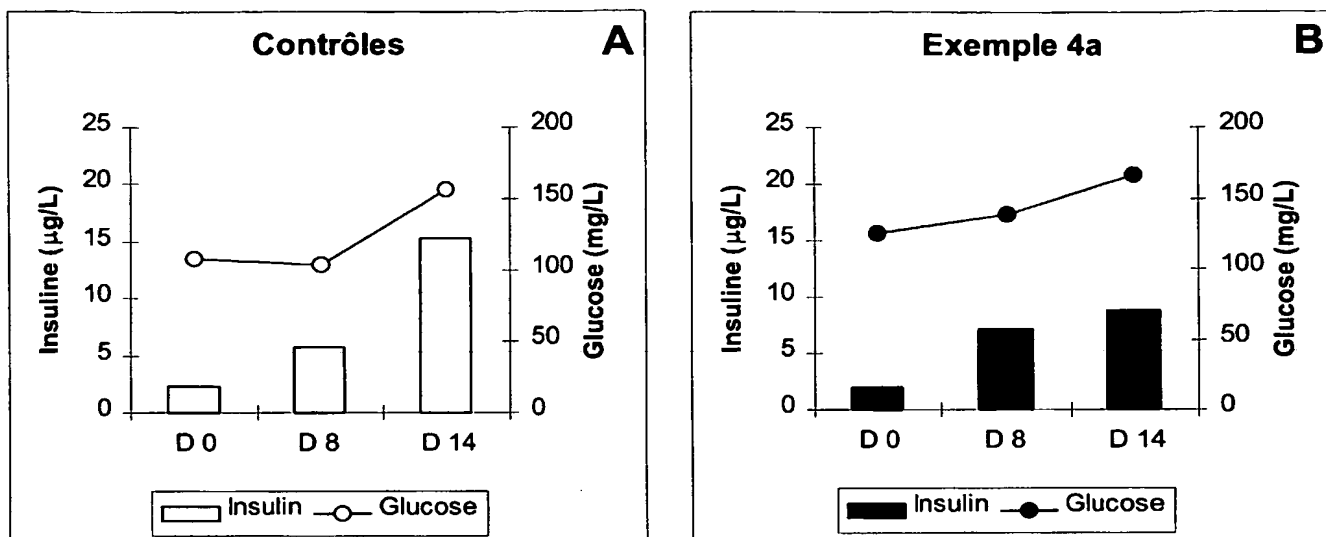 Contrôles
A
Insuline (µg/L)
25
20
15
10
5
0
200
150
100
50
0
Glucose (mg/L)
D 0
D 8
D 14
Insulin
Glucose
Exemple 4a
B
Insuline (µg/L)
25
20
15
10
5
0
200
150
100
50
0
Glucose (mg/L)
D 0
D 8
D 14
Insulin
Glucose